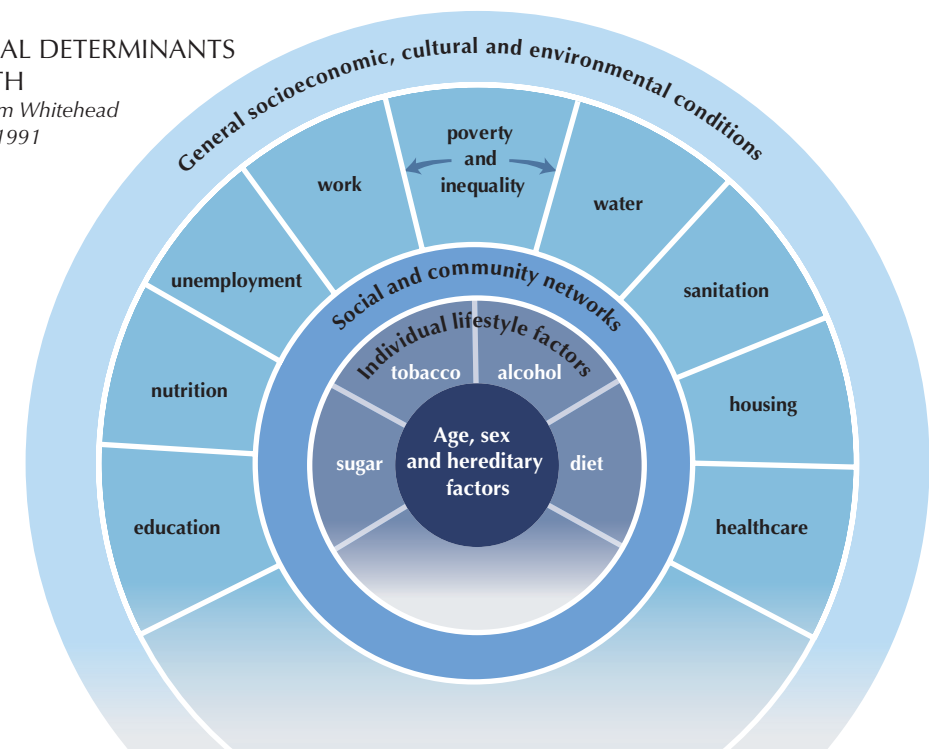 AL DETERMINANTS
TH
m Whitehead
1991
General socioeconomic, cultural and environmental conditions
poverty
and
inequality
work
water
unemployment
sanitation
nutrition
housing
education
healthcare
Social and community networks
Individual lifestyle factors
tobacco
alcohol
sugar
diet
Age, sex
and hereditary
factors